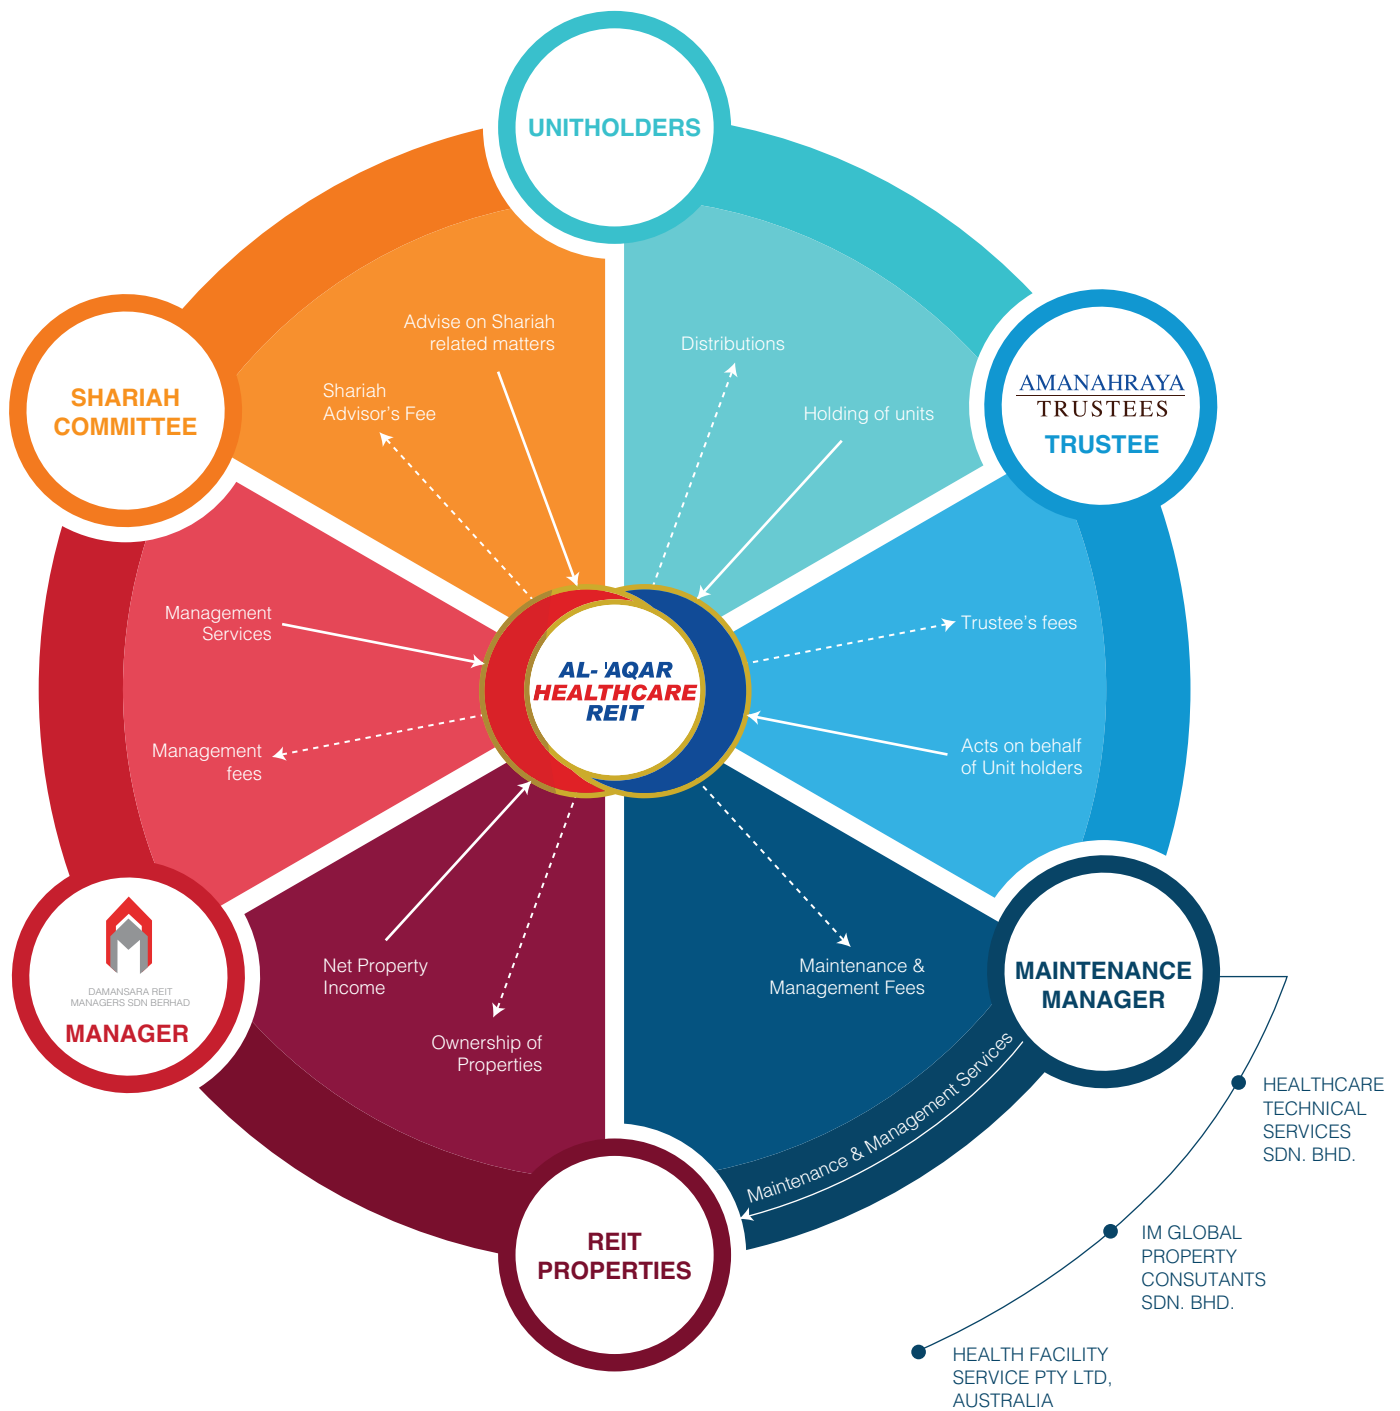 UNITHOLDERS
Advise on Shariah
related matters
Shariah
Advisor's Fee
Distributions
Holding of units
SHARIAH
COMMITTEE
AMANAHRAYA
TRUSTEES
TRUSTEE
Management
Services
Trustee's fees
AL-'AQAR
HEALTHCARE
REIT
Management
fees
Acts on behalf
of Unit holders
DAMANSARA REIT
MANAGERS SDN BERHAD
MANAGER
Net Property
Income
Ownership of
Properties
Maintenance &
Management Fees
MAINTENANCE
MANAGER
Maintenance & Management Services
REIT
PROPERTIES
HEALTHCARE
TECHNICAL
SERVICES
SDN. BHD.
IM GLOBAL
PROPERTY
CONSUTANTS
SDN. BHD.
HEALTH FACILITY
SERVICE PTY LTD,
AUSTRALIA